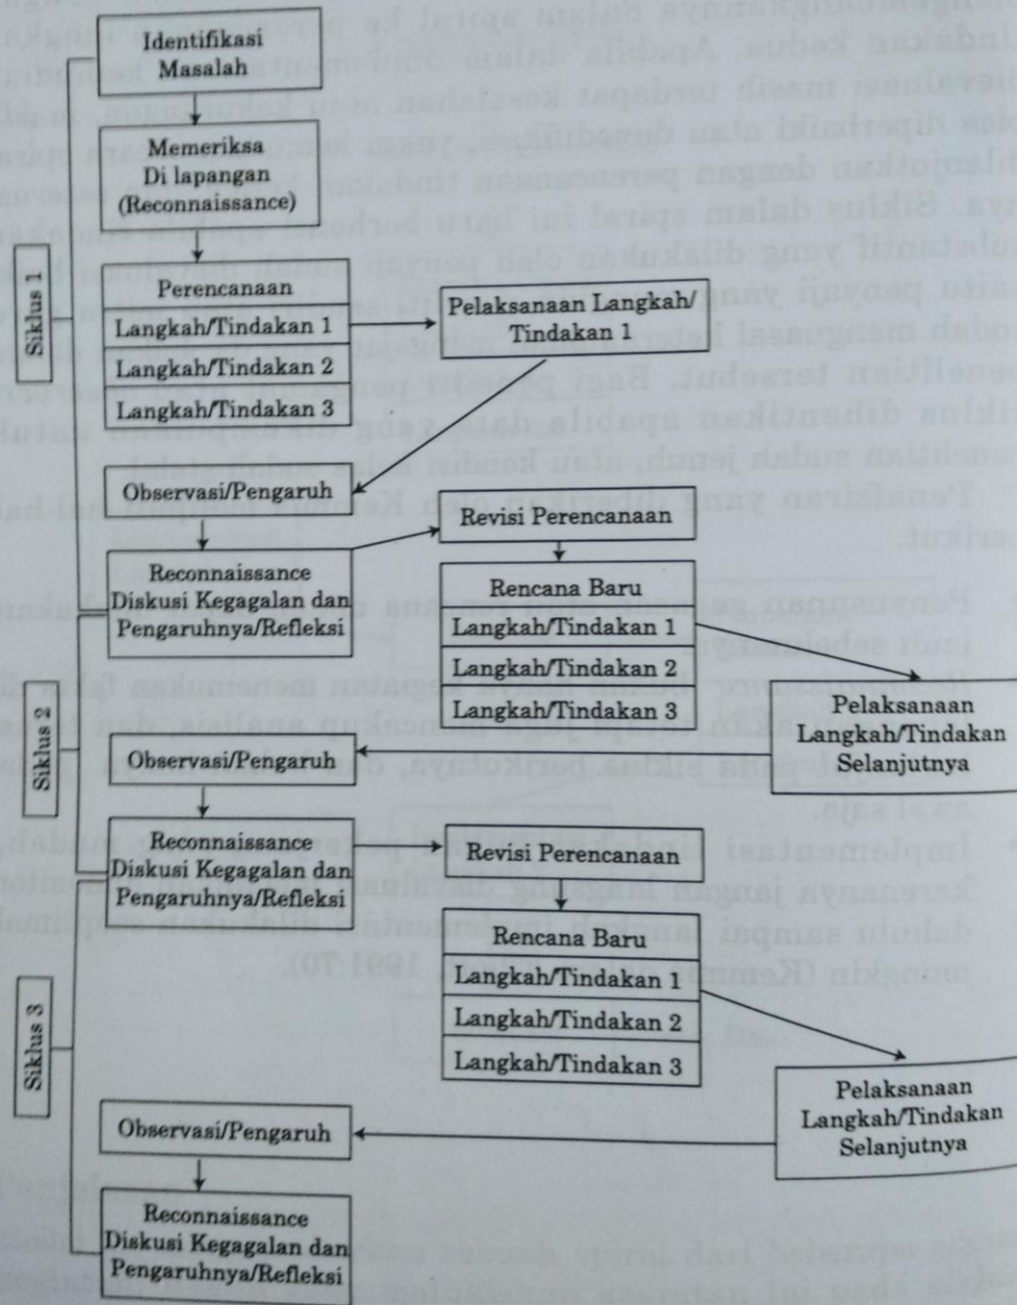 Identifikasi
Masalah
Memeriksa
Di lapangan
(Reconnaissance)
Siklus 1
Perencanaan
Langkah/Tindakan 1
Langkah/Tindakan 2
Langkah/Tindakan 3
Pelaksanaan Langkah/
Tindakan 1
Observasi/Pengaruh
Reconnaissance
Diskusi Kegagalan dan
Pengaruhnya/Refleksi
Revisi Perencanaan
Rencana Baru
Langkah/Tindakan 1
Langkah/Tindakan 2
Langkah/Tindakan 3
Siklus 2
Pelaksanaan
Langkah/Tindakan
Selanjutnya
Observasi/Pengaruh
Reconnaissance
Diskusi Kegagalan dan
Pengaruhnya/Refleksi
Revisi Perencanaan
Rencana Baru
Langkah/Tindakan 1
Langkah/Tindakan 2
Langkah/Tindakan 3
Siklus 3
Pelaksanaan
Langkah/Tindakan
Selanjutnya
Observasi/Pengaruh
Reconnaissance
Diskusi Kegagalan dan
Pengaruhnya/Refleksi